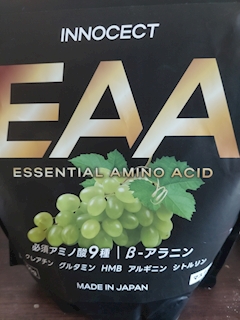 INNOCECT
EAA
ESSENTIAL AMINO ACID
必須アミノ酸9種 | β-アラニン
クレアチン グルタミン HMB アルギニン シトルリン
MADE IN JAPAN